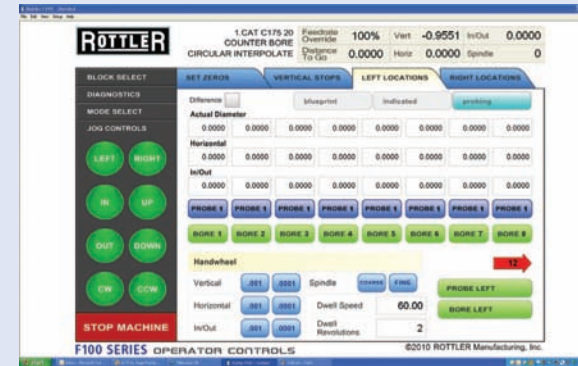 ROTTLER
1.CAT C175 20
COUNTER BORE
CIRCULAR INTERPOLATE
Feedrate Override 100% Vert -0.9551 In/Out 0.0000
Distance To Go 0.0000 Horiz 0.0000 Spindle 0
BLOCK SELECT
DIAGNOSTICS
MODE SELECT
JOG CONTROLS
LEFT RIGHT
IN UP
OUT DOWN
CW CCW
STOP MACHINE
SET ZEROS VERTICAL STOPS LEFT LOCATIONS RIGHT LOCATIONS
Difference blueprint indicated probing
Actual Diameter
0.0000 0.0000 0.0000 0.0000 0.0000 0.0000 0.0000 0.0000
Horizontal
0.0000 0.0000 0.0000 0.0000 0.0000 0.0000 0.0000 0.0000
In/Out
0.0000 0.0000 0.0000 0.0000 0.0000 0.0000 0.0000 0.0000
PROBE 1 PROBE 1 PROBE 1 PROBE 1 PROBE 1 PROBE 1 PROBE 1 PROBE 1
BORE 1 BORE 2 BORE 3 BORE 4 BORE 5 BORE 6 BORE 7 BORE 8
Handwheel 12
Vertical .001 .0001 Spindle COARSE FINE PROBE LEFT
Horizontal .001 .0001 Dwell Speed 60.00 BORE LEFT
In/Out .001 .0001 Dwell Revolutions 2
F100 SERIES OPERATOR CONTROLS ©2010 ROTTLER Manufacturing, Inc.